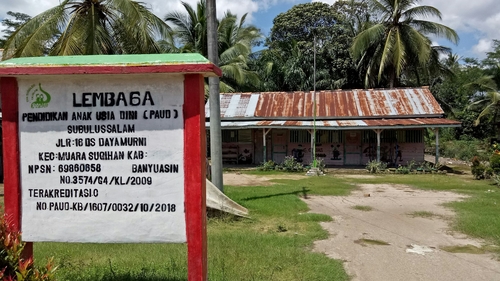 LEMBAGA
PENDIDIKAN ANAK USIA DINI ( PAUD )
SUBULUSSALAM
JLR:16 DS DAYAMURNI
KEC:MUARA SUGIHAN KAB:
NPSN: 69860658 BANYUASIN
NO.3574/G4/KL/2009
TERAKREDITASI.C
NO PAUD-KB/1607/0032/10/2018